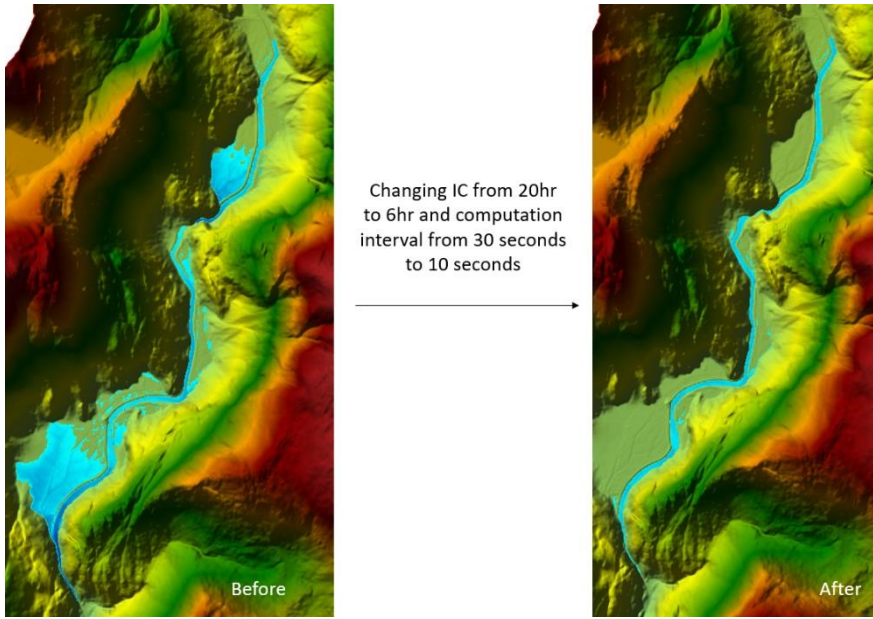 Changing IC from 20hr
to 6hr and computation
interval from 30 seconds
to 10 seconds
Before
After